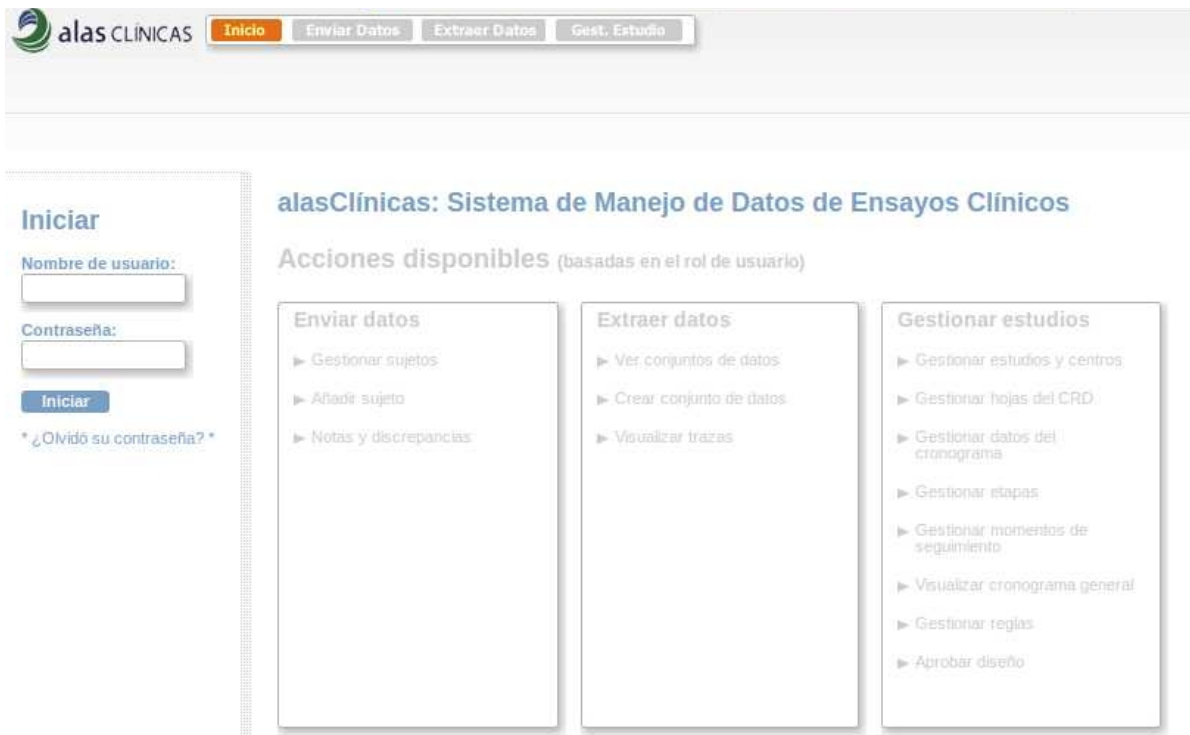 alas CLÍNICAS
Inicio
Enviar Datos
Extraer Datos
Gest. Estudio
Iniciar
Nombre de usuario:
Contraseña:
Iniciar
* ¿Olvidó su contraseña? *
alasClínicas: Sistema de Manejo de Datos de Ensayos Clínicos
Acciones disponibles (basadas en el rol de usuario)
Enviar datos
► Gestionar sujetos
► Añadir sujeto
► Notas y discrepancias
Extraer datos
► Ver conjuntos de datos
► Crear conjunto de datos
► Visualizar trazas
Gestionar estudios
► Gestionar estudios y centros
► Gestionar hojas del CRD
► Gestionar datos del
cronograma
► Gestionar etapas
► Gestionar momentos de
seguimiento
► Visualizar cronograma general
► Gestionar reglas
► Aprobar diseño